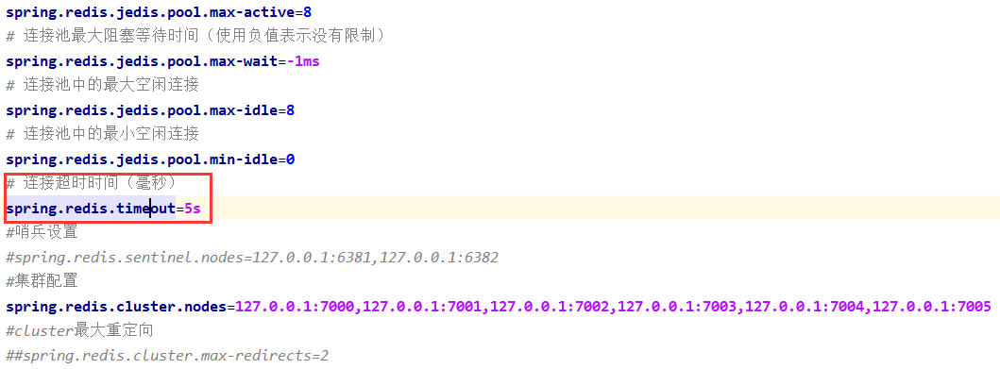 spring.redis.jedis.pool.max-active=8
# 连接池最大阻塞等待时间（使用负值表示没有限制）
spring.redis.jedis.pool.max-wait=-1ms
# 连接池中的最大空闲连接
spring.redis.jedis.pool.max-idle=8
# 连接池中的最小空闲连接
spring.redis.jedis.pool.min-idle=0
# 连接超时时间（毫秒）
spring.redis.timeout=5s
#哨兵设置
#spring.redis.sentinel.nodes=127.0.0.1:6381,127.0.0.1:6382
#集群配置
spring.redis.cluster.nodes=127.0.0.1:7000,127.0.0.1:7001,127.0.0.1:7002,127.0.0.1:7003,127.0.0.1:7004,127.0.0.1:7005
#cluster最大重定向
##spring.redis.cluster.max-redirects=2